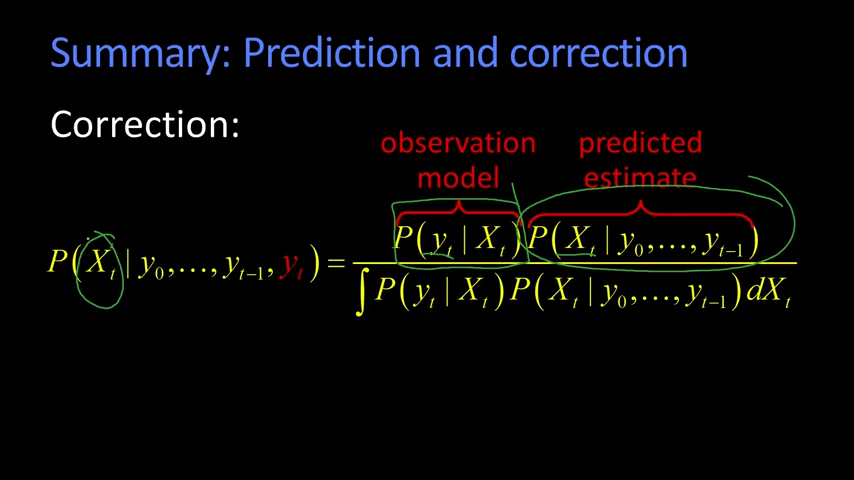 Summary: Prediction and correction
Correction:
observation model
predicted estimate
P(X_t | y_0,…,y_{t−1}, y_t) = P(y_t | X_t) P(X_t | y_0,…,y_{t−1})
∫ P(y_t | X_t) P(X_t | y_0,…,y_{t−1}) dX_t